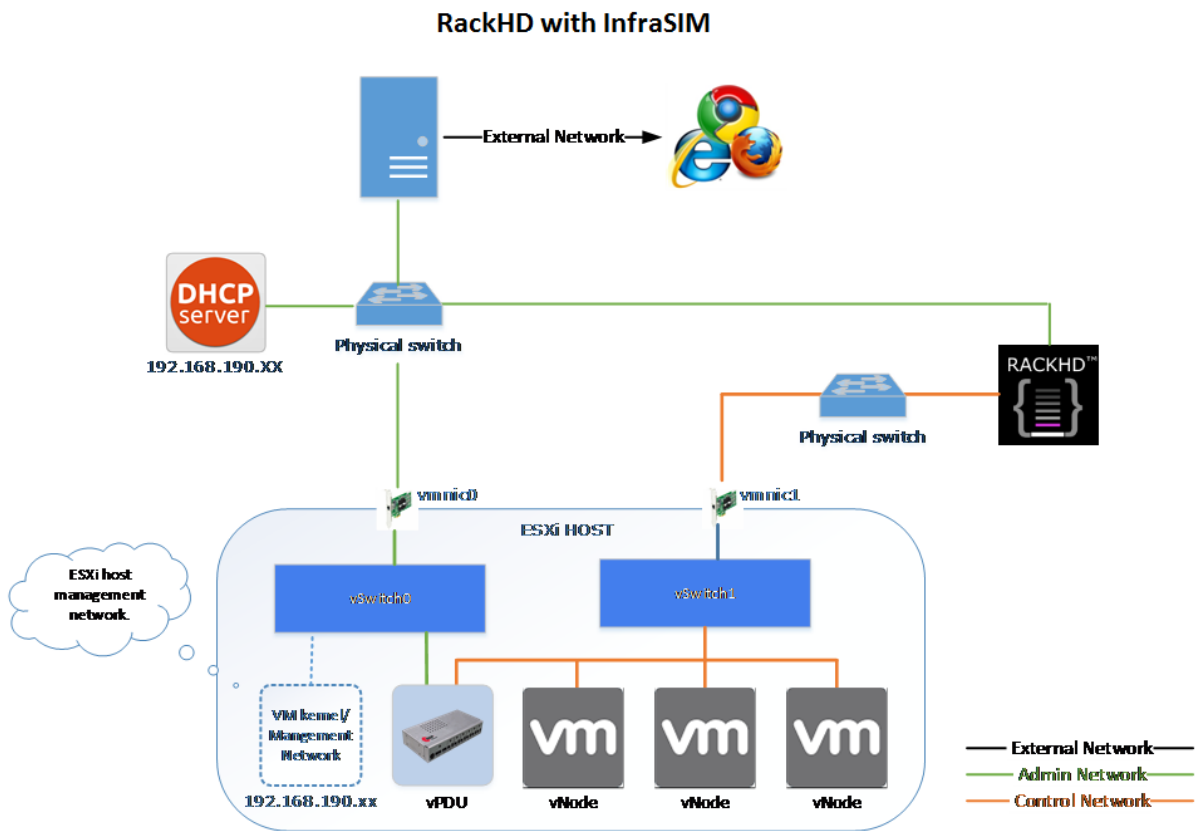 RackHD with InfraSIM
External Network
DHCP
server
192.168.190.XX
Physical switch
RACKHD™
Physical switch
vmnic0
vmnic1
ESXi HOST
ESXi host
management
network.
vSwitch0
vSwitch1
VM kernel/
Mangement
Network
192.168.190.xx
vPDU
vm
vNode
vm
vNode
vm
vNode
External Network
Admin Network
Control Network